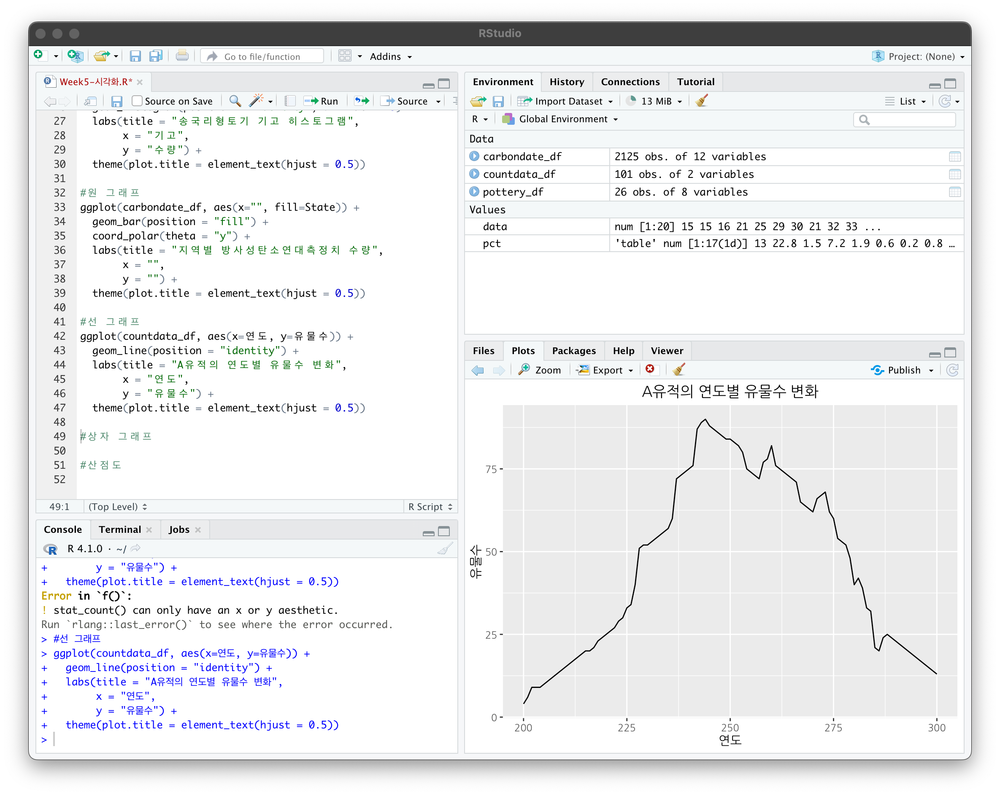 RStudio
Go to file/function
Addins
Project: (None)
Week5-시각화.R*
Source on Save
Run
Source
27 labs(title = "송국리형토기 기고 히스토그램",
28 x = "기고",
29 y = "수량") +
30 theme(plot.title = element_text(hjust = 0.5))
31
32 #원 그래프
33 ggplot(carbondate_df, aes(x="", fill=State)) +
34 geom_bar(position = "fill") +
35 coord_polar(theta = "y") +
36 labs(title = "지역별 방사성탄소연대측정치 수량",
37 x = "",
38 y = "") +
39 theme(plot.title = element_text(hjust = 0.5))
40
41 #선 그래프
42 ggplot(countdata_df, aes(x=연도, y=유물수)) +
43 geom_line(position = "identity") +
44 labs(title = "A유적의 연도별 유물수 변화",
45 x = "연도",
46 y = "유물수") +
47 theme(plot.title = element_text(hjust = 0.5))
48
49 #상자 그래프
50
51 #산점도
52
49:1 (Top Level) R Script
Console Terminal Jobs
R 4.1.0 · ~/
+ y = "유물수") +
+ theme(plot.title = element_text(hjust = 0.5))
Error in `f()`:
! stat_count() can only have an x or y aesthetic.
Run `rlang::last_error()` to see where the error occurred.
> #선 그래프
> ggplot(countdata_df, aes(x=연도, y=유물수)) +
+ geom_line(position = "identity") +
+ labs(title = "A유적의 연도별 유물수 변화",
+ x = "연도",
+ y = "유물수") +
+ theme(plot.title = element_text(hjust = 0.5))
>
Environment History Connections Tutorial
Import Dataset 13 MiB List
R Global Environment
Data
carbondate_df 2125 obs. of 12 variables
countdata_df 101 obs. of 2 variables
pottery_df 26 obs. of 8 variables
Values
data num [1:20] 15 15 16 21 25 29 30 21 32 33 ...
pct 'table' num [1:17(1d)] 13 22.8 1.5 7.2 1.9 0.6 0.2 0.8 …
Files Plots Packages Help Viewer
Zoom Export Publish
A유적의 연도별 유물수 변화
75
50
25
0
유물수
200 225 250 275 300
연도